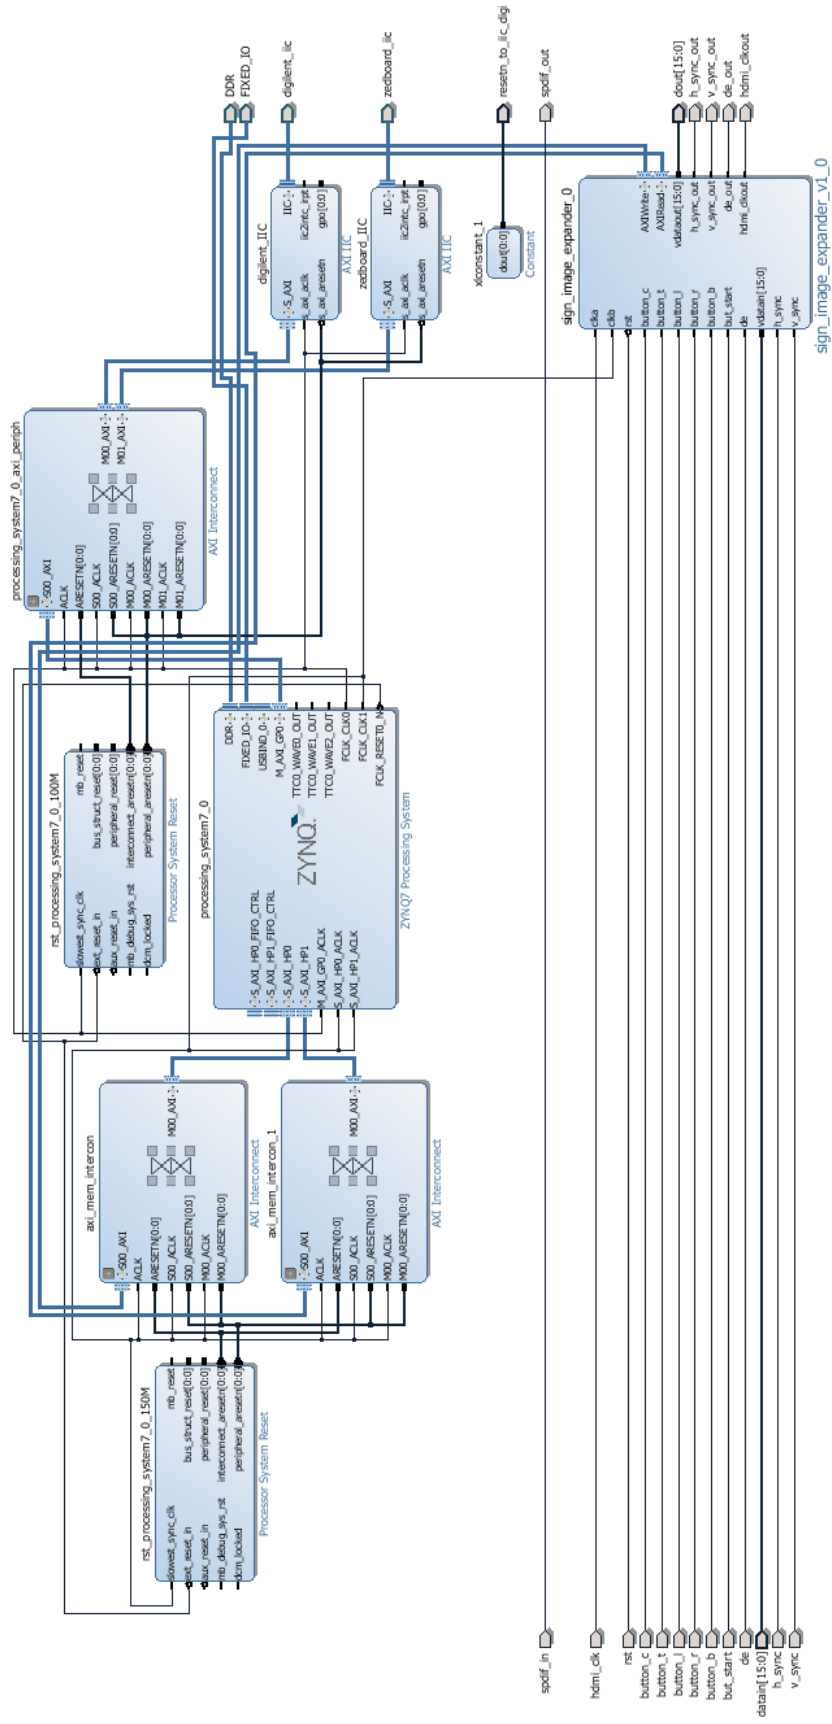 DDR
FIXED_IO
digilent_iic
zedboard_iic
resetn_to_iic_digi
spdif_out
dout[15:0]
h_sync_out
v_sync_out
de_out
hdmi_clkout
digilent_IIC
S_AXI
s_axi_aclk
s_axi_aresetn
IIC
iic2intc_irpt
gpo[0:0]
AXI IIC
zedboard_IIC
S_AXI
s_axi_aclk
s_axi_aresetn
IIC
iic2intc_irpt
gpo[0:0]
AXI IIC
xlconstant_1
dout[0:0]
Constant
sign_image_expander_0
clka
clkb
rst
button_c
button_t
button_l
button_r
button_b
but_start
de
vdatain[15:0]
h_sync
v_sync
AXIWrite
AXIRead
vdataout[15:0]
h_sync_out
v_sync_out
de_out
hdmi_clkout
sign_image_expander_v1_0
processing_system7_0_axi_periph
S00_AXI
ACLK
ARESETN[0:0]
S00_ACLK
S00_ARESETN[0:0]
M00_ACLK
M00_ARESETN[0:0]
M01_ACLK
M01_ARESETN[0:0]
M00_AXI
M01_AXI
AXI Interconnect
rst_processing_system7_0_100M
slowest_sync_clk
ext_reset_in
aux_reset_in
mb_debug_sys_rst
dcm_locked
mb_reset
bus_struct_reset[0:0]
peripheral_reset[0:0]
interconnect_aresetn[0:0]
peripheral_aresetn[0:0]
Processor System Reset
processing_system7_0
S_AXI_HP0_FIFO_CTRL
S_AXI_HP1_FIFO_CTRL
S_AXI_HP0
S_AXI_HP1
M_AXI_GP0_ACLK
S_AXI_HP0_ACLK
S_AXI_HP1_ACLK
ZYNQ
DDR
FIXED_IO
USBIND_0
M_AXI_GP0
TTC0_WAVE0_OUT
TTC0_WAVE1_OUT
TTC0_WAVE2_OUT
FCLK_CLK0
FCLK_CLK1
FCLK_RESET0_N
ZYNQ7 Processing System
axi_mem_intercon
S00_AXI
ACLK
ARESETN[0:0]
S00_ACLK
S00_ARESETN[0:0]
M00_ACLK
M00_ARESETN[0:0]
M00_AXI
AXI Interconnect
axi_mem_intercon_1
S00_AXI
ACLK
ARESETN[0:0]
S00_ACLK
S00_ARESETN[0:0]
M00_ACLK
M00_ARESETN[0:0]
M00_AXI
AXI Interconnect
rst_processing_system7_0_150M
slowest_sync_clk
ext_reset_in
aux_reset_in
mb_debug_sys_rst
dcm_locked
mb_reset
bus_struct_reset[0:0]
peripheral_reset[0:0]
interconnect_aresetn[0:0]
peripheral_aresetn[0:0]
Processor System Reset
spdif_in
hdmi_clk
rst
button_c
button_t
button_l
button_r
button_b
but_start
de
datain[15:0]
h_sync
v_sync